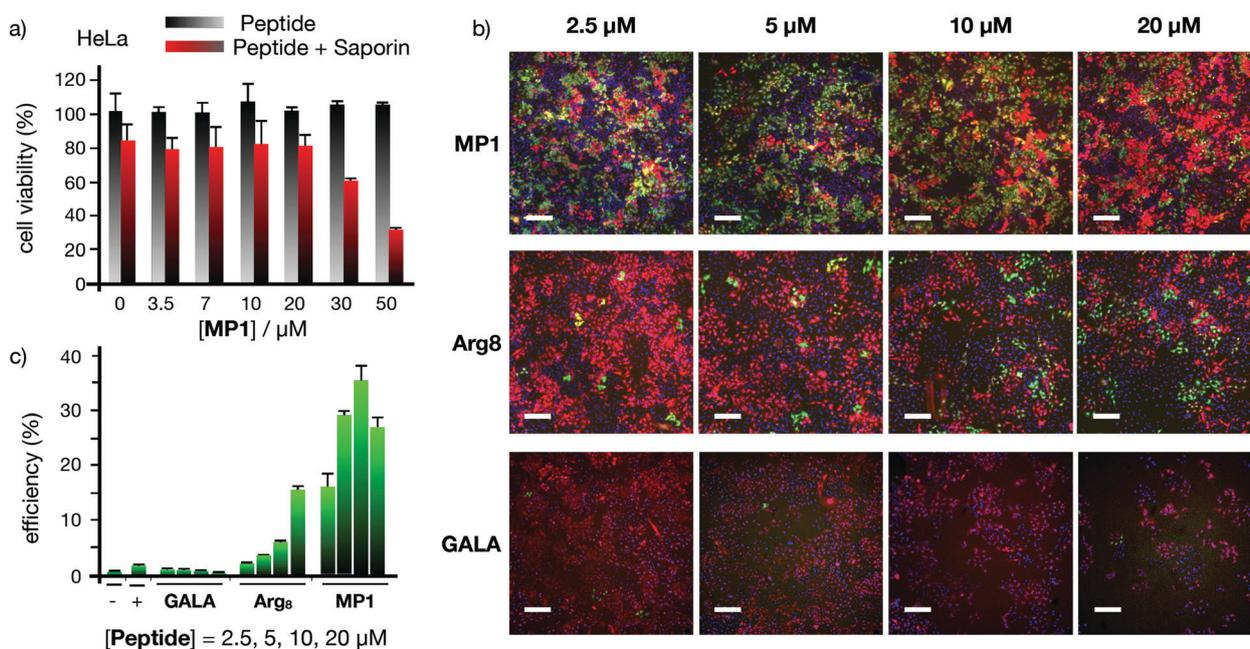 a)
HeLa
Peptide
Peptide + Saporin
cell viability (%)
120
100
80
60
40
20
0
0 3.5 7 10 20 30 50
[MP1] / µM
b)
2.5 µM 5 µM 10 µM 20 µM
MP1
Arg8
GALA
c)
efficiency (%)
40
30
20
10
0
- + GALA Arg₈ MP1
[Peptide] = 2.5, 5, 10, 20 µM